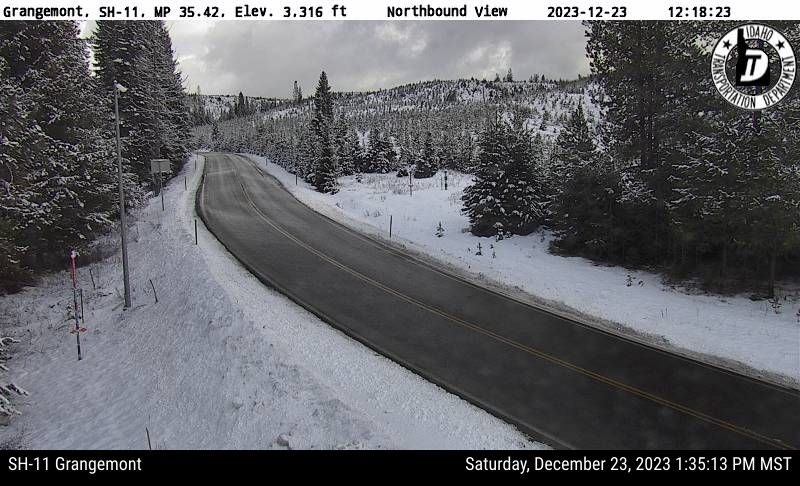 Grangemont, SH-11, MP 35.42, Elev. 3,316 ft Northbound View 2023-12-23 12:18:23
IDAHO
TRANSPORTATION DEPARTMENT
SH-11 Grangemont Saturday, December 23, 2023 1:35:13 PM MST